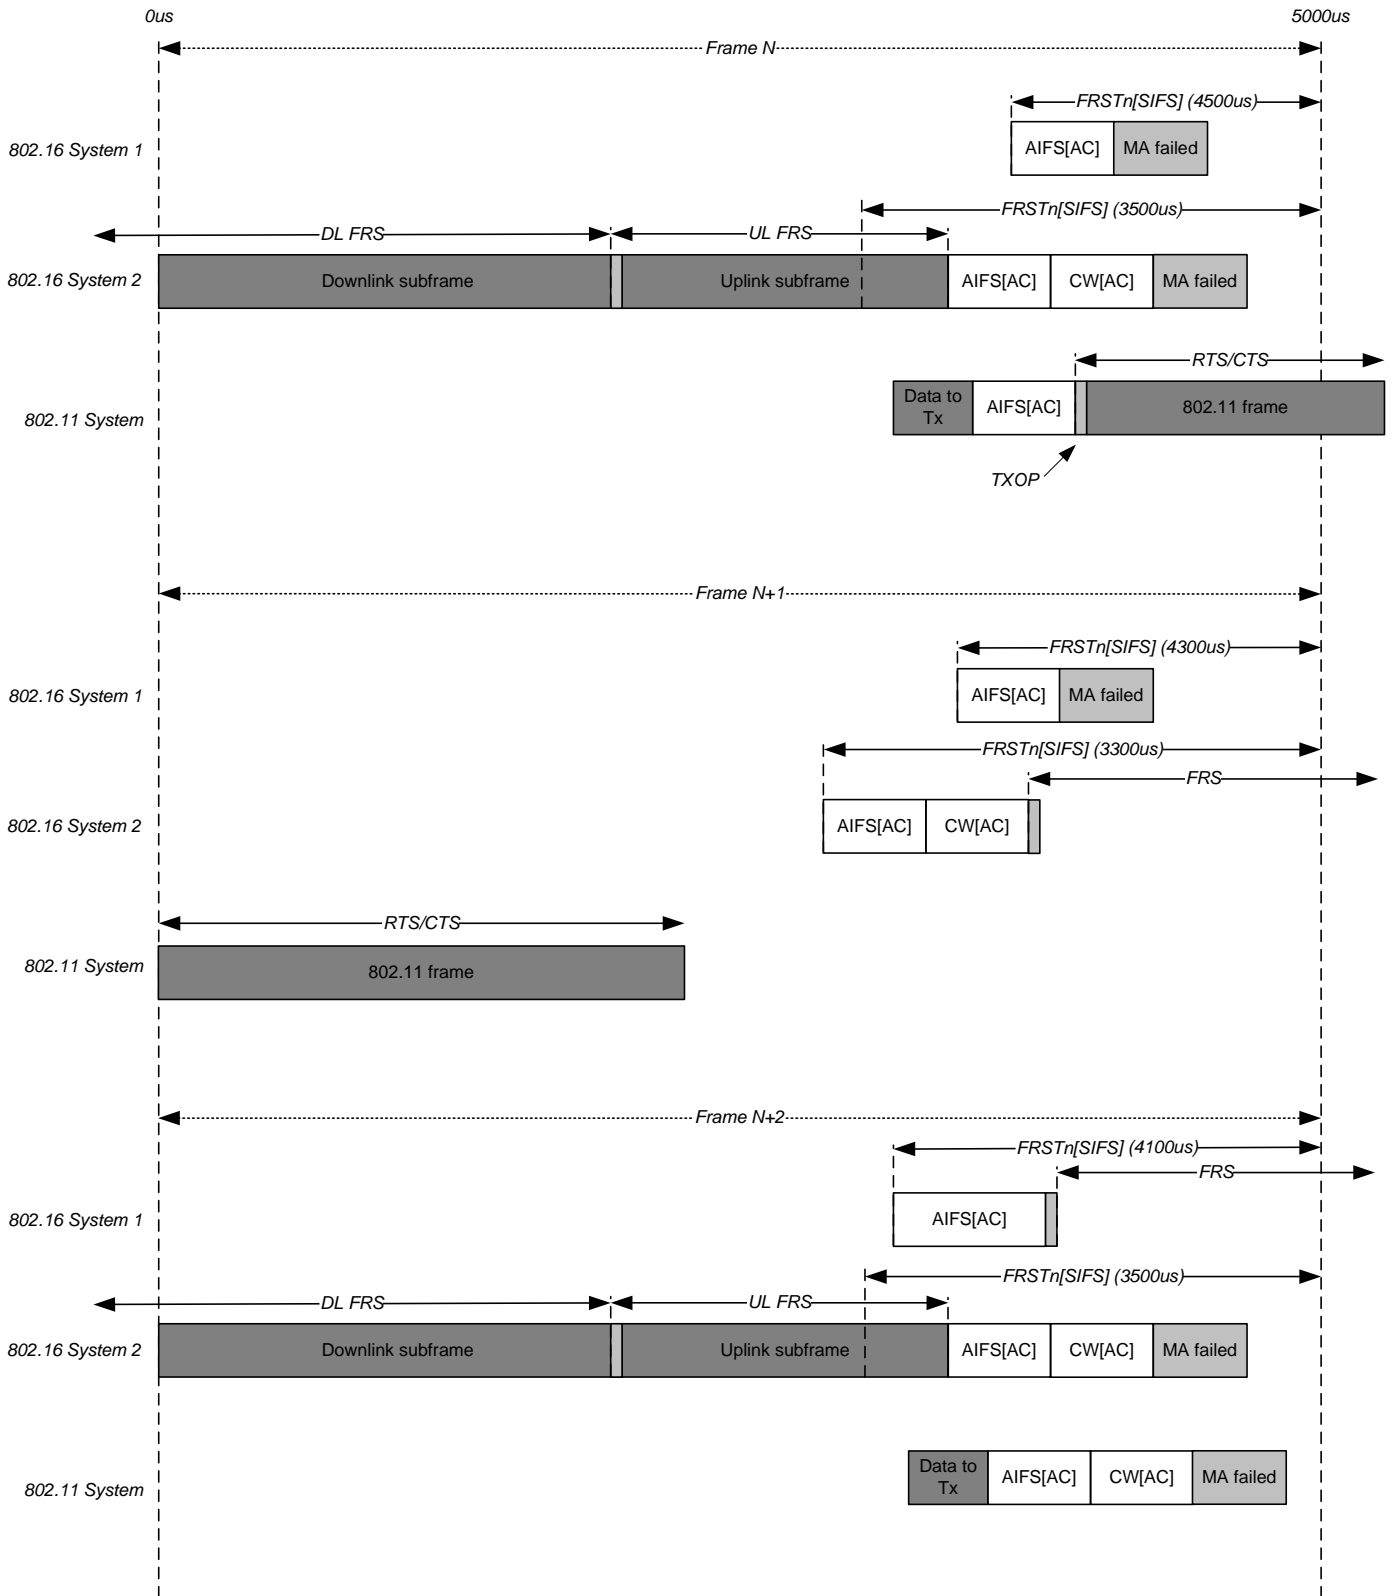 0us
5000us
Frame N
FRSTn[SIFS] (4500us)
802.16 System 1
AIFS[AC]
MA failed
FRSTn[SIFS] (3500us)
DL FRS
UL FRS
802.16 System 2
Downlink subframe
Uplink subframe
AIFS[AC]
CW[AC]
MA failed
RTS/CTS
802.11 System
Data to
Tx
AIFS[AC]
802.11 frame
TXOP
Frame N+1
FRSTn[SIFS] (4300us)
802.16 System 1
AIFS[AC]
MA failed
FRSTn[SIFS] (3300us)
FRS
802.16 System 2
AIFS[AC]
CW[AC]
RTS/CTS
802.11 System
802.11 frame
Frame N+2
FRSTn[SIFS] (4100us)
FRS
802.16 System 1
AIFS[AC]
FRSTn[SIFS] (3500us)
DL FRS
UL FRS
802.16 System 2
Downlink subframe
Uplink subframe
AIFS[AC]
CW[AC]
MA failed
802.11 System
Data to
Tx
AIFS[AC]
CW[AC]
MA failed